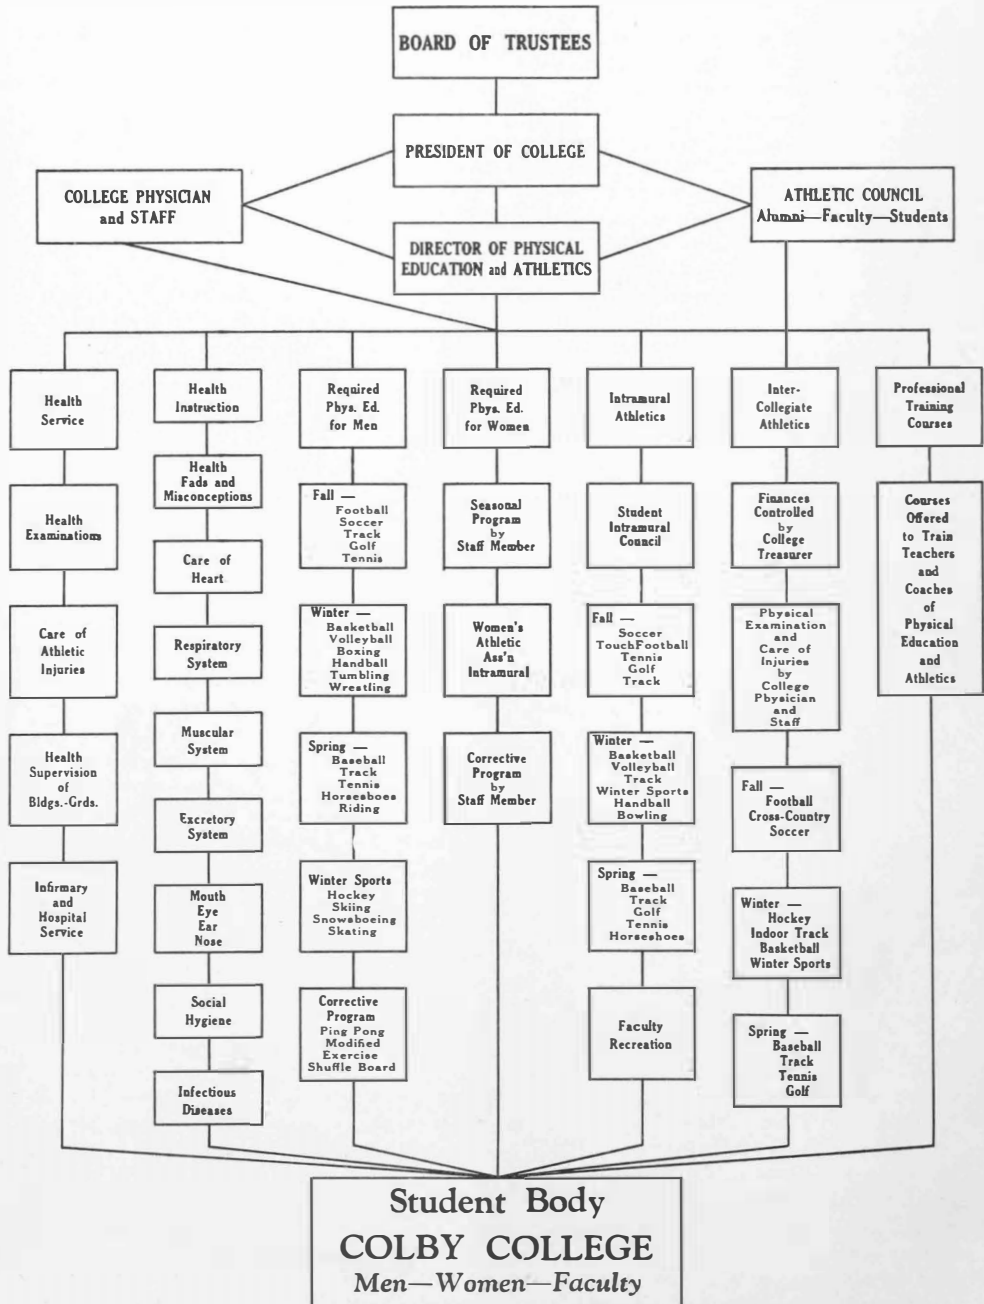 BOARD OF TRUSTEES
PRESIDENT OF COLLEGE
COLLEGE PHYSICIAN
and STAFF
ATHLETIC COUNCIL
Alumni—Faculty—Students
DIRECTOR OF PHYSICAL
EDUCATION and ATHLETICS
Health
Service
Health
Examinations
Care of
Athletic
Injuries
Health
Supervision
of
Bldgs.-Grds.
Infirmary
and
Hospital
Service
Health
Instruction
Health
Fads and
Misconceptions
Care of
Heart
Respiratory
System
Muscular
System
Excretory
System
Mouth
Eye
Ear
Nose
Social
Hygiene
Infectious
Diseases
Required
Phys. Ed.
for Men
Fall —
Football
Soccer
Track
Golf
Tennis
Winter —
Basketball
Volleyball
Boxing
Handball
Tumbling
Wrestling
Spring —
Baseball
Track
Tennis
Horseshoes
Riding
Winter Sports
Hockey
Skiing
Snowshoeing
Skating
Corrective
Program
Ping Pong
Modified
Exercise
Shuffle Board
Required
Phys. Ed.
for Women
Seasonal
Program
by
Staff Member
Women's
Athletic
Ass'n
Intramural
Corrective
Program
by
Staff Member
Intramural
Athletics
Student
Intramural
Council
Fall —
Soccer
TouchFootball
Tennis
Golf
Track
Winter —
Basketball
Volleyball
Track
Winter Sports
Handball
Bowling
Spring —
Baseball
Track
Golf
Tennis
Horseshoes
Faculty
Recreation
Inter-
Collegiate
Athletics
Finances
Controlled
by
College
Treasurer
Physical
Examination
and
Care of
Injuries
by
College
Physician
and
Staff
Fall —
Football
Cross-Country
Soccer
Winter —
Hockey
Indoor Track
Basketball
Winter Sports
Spring —
Baseball
Track
Tennis
Golf
Professional
Training
Courses
Courses
Offered
to Train
Teachers
and
Coaches
of
Physical
Education
and
Athletics
Student Body
COLBY COLLEGE
Men—Women—Faculty